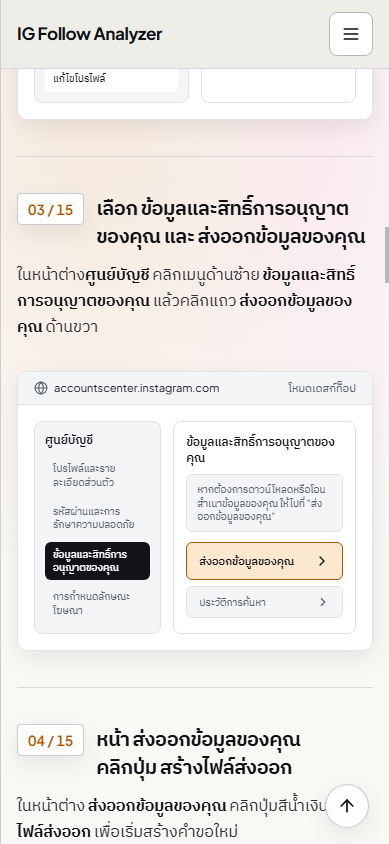 IG Follow Analyzer
แก้ไขโปรไฟล์
03 / 15
เลือก ข้อมูลและสิทธิ์การอนุญาต
ของคุณ และ ส่งออกข้อมูลของคุณ
ในหน้าต่างศูนย์บัญชี คลิกเมนูด้านซ้าย ข้อมูลและสิทธิ์
การอนุญาตของคุณ แล้วคลิกแถว ส่งออกข้อมูลของ
คุณ ด้านขวา
accountscenter.instagram.com
โหมดเดสก์ท็อป
ศูนย์บัญชี
โปรไฟล์และราย
ละเอียดส่วนตัว
รหัสผ่านและการ
รักษาความปลอดภัย
ข้อมูลและสิทธิ์การ
อนุญาตของคุณ
การกำหนดลักษณะ
โฆษณา
ข้อมูลและสิทธิ์การอนุญาตของ
คุณ
หากต้องการดาวน์โหลดหรือโอน
สำเนาข้อมูลของคุณ ให้ไปที่ "ส่ง
ออกข้อมูลของคุณ"
ส่งออกข้อมูลของคุณ
ประวัติการค้นหา
04 / 15
หน้า ส่งออกข้อมูลของคุณ
คลิกปุ่ม สร้างไฟล์ส่งออก
ในหน้าต่าง ส่งออกข้อมูลของคุณ คลิกปุ่มสีน้ำเงิน
ไฟล์ส่งออก เพื่อเริ่มสร้างคำขอใหม่